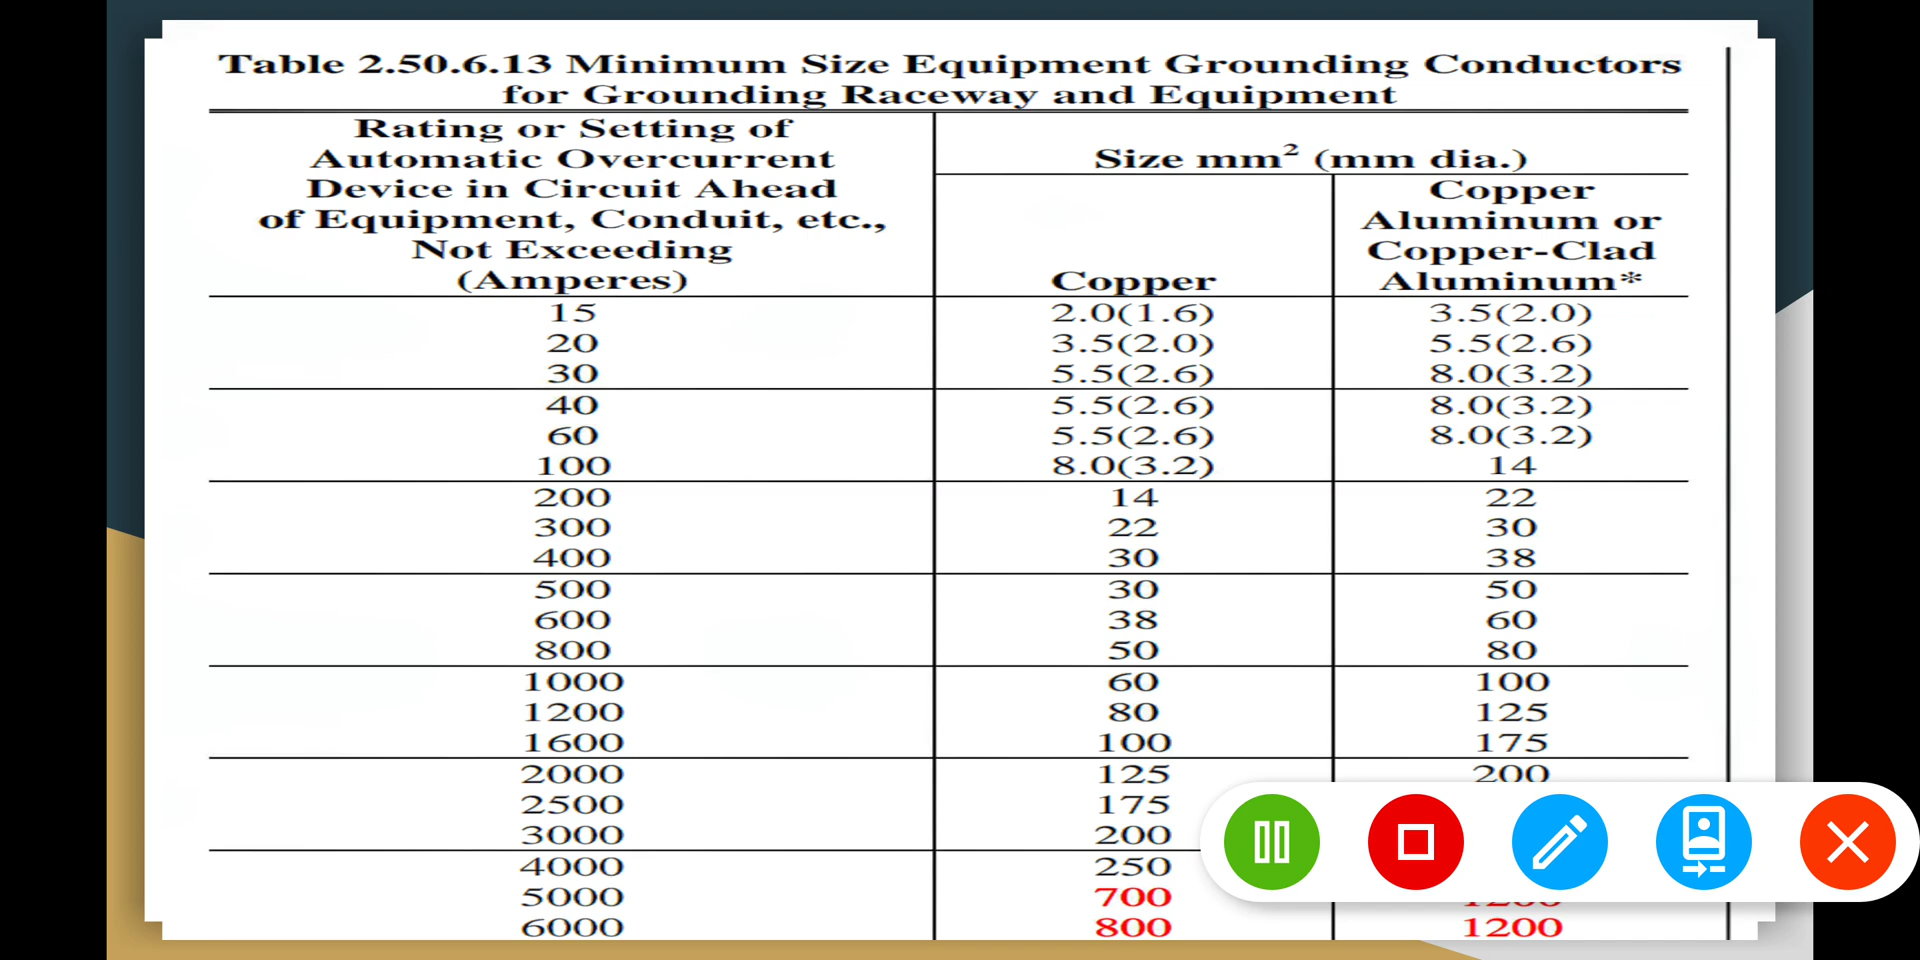 Table 2.50.6.13 Minimum Size Equipment Grounding Conductors
for Grounding Raceway and Equipment
Rating or Setting of
Automatic Overcurrent
Device in Circuit Ahead
of Equipment, Conduit, etc.,
Not Exceeding
(Amperes)
Size mm² (mm dia.)
Copper
Copper
Aluminum or
Copper-Clad
Aluminum*
15 2.0(1.6) 3.5(2.0)
20 3.5(2.0) 5.5(2.6)
30 5.5(2.6) 8.0(3.2)
40 5.5(2.6) 8.0(3.2)
60 5.5(2.6) 8.0(3.2)
100 8.0(3.2) 14
200 14 22
300 22 30
400 30 38
500 30 50
600 38 60
800 50 80
1000 60 100
1200 80 125
1600 100 175
2000 125 200
2500 175
3000 200
4000 250
5000 700
6000 800 1200